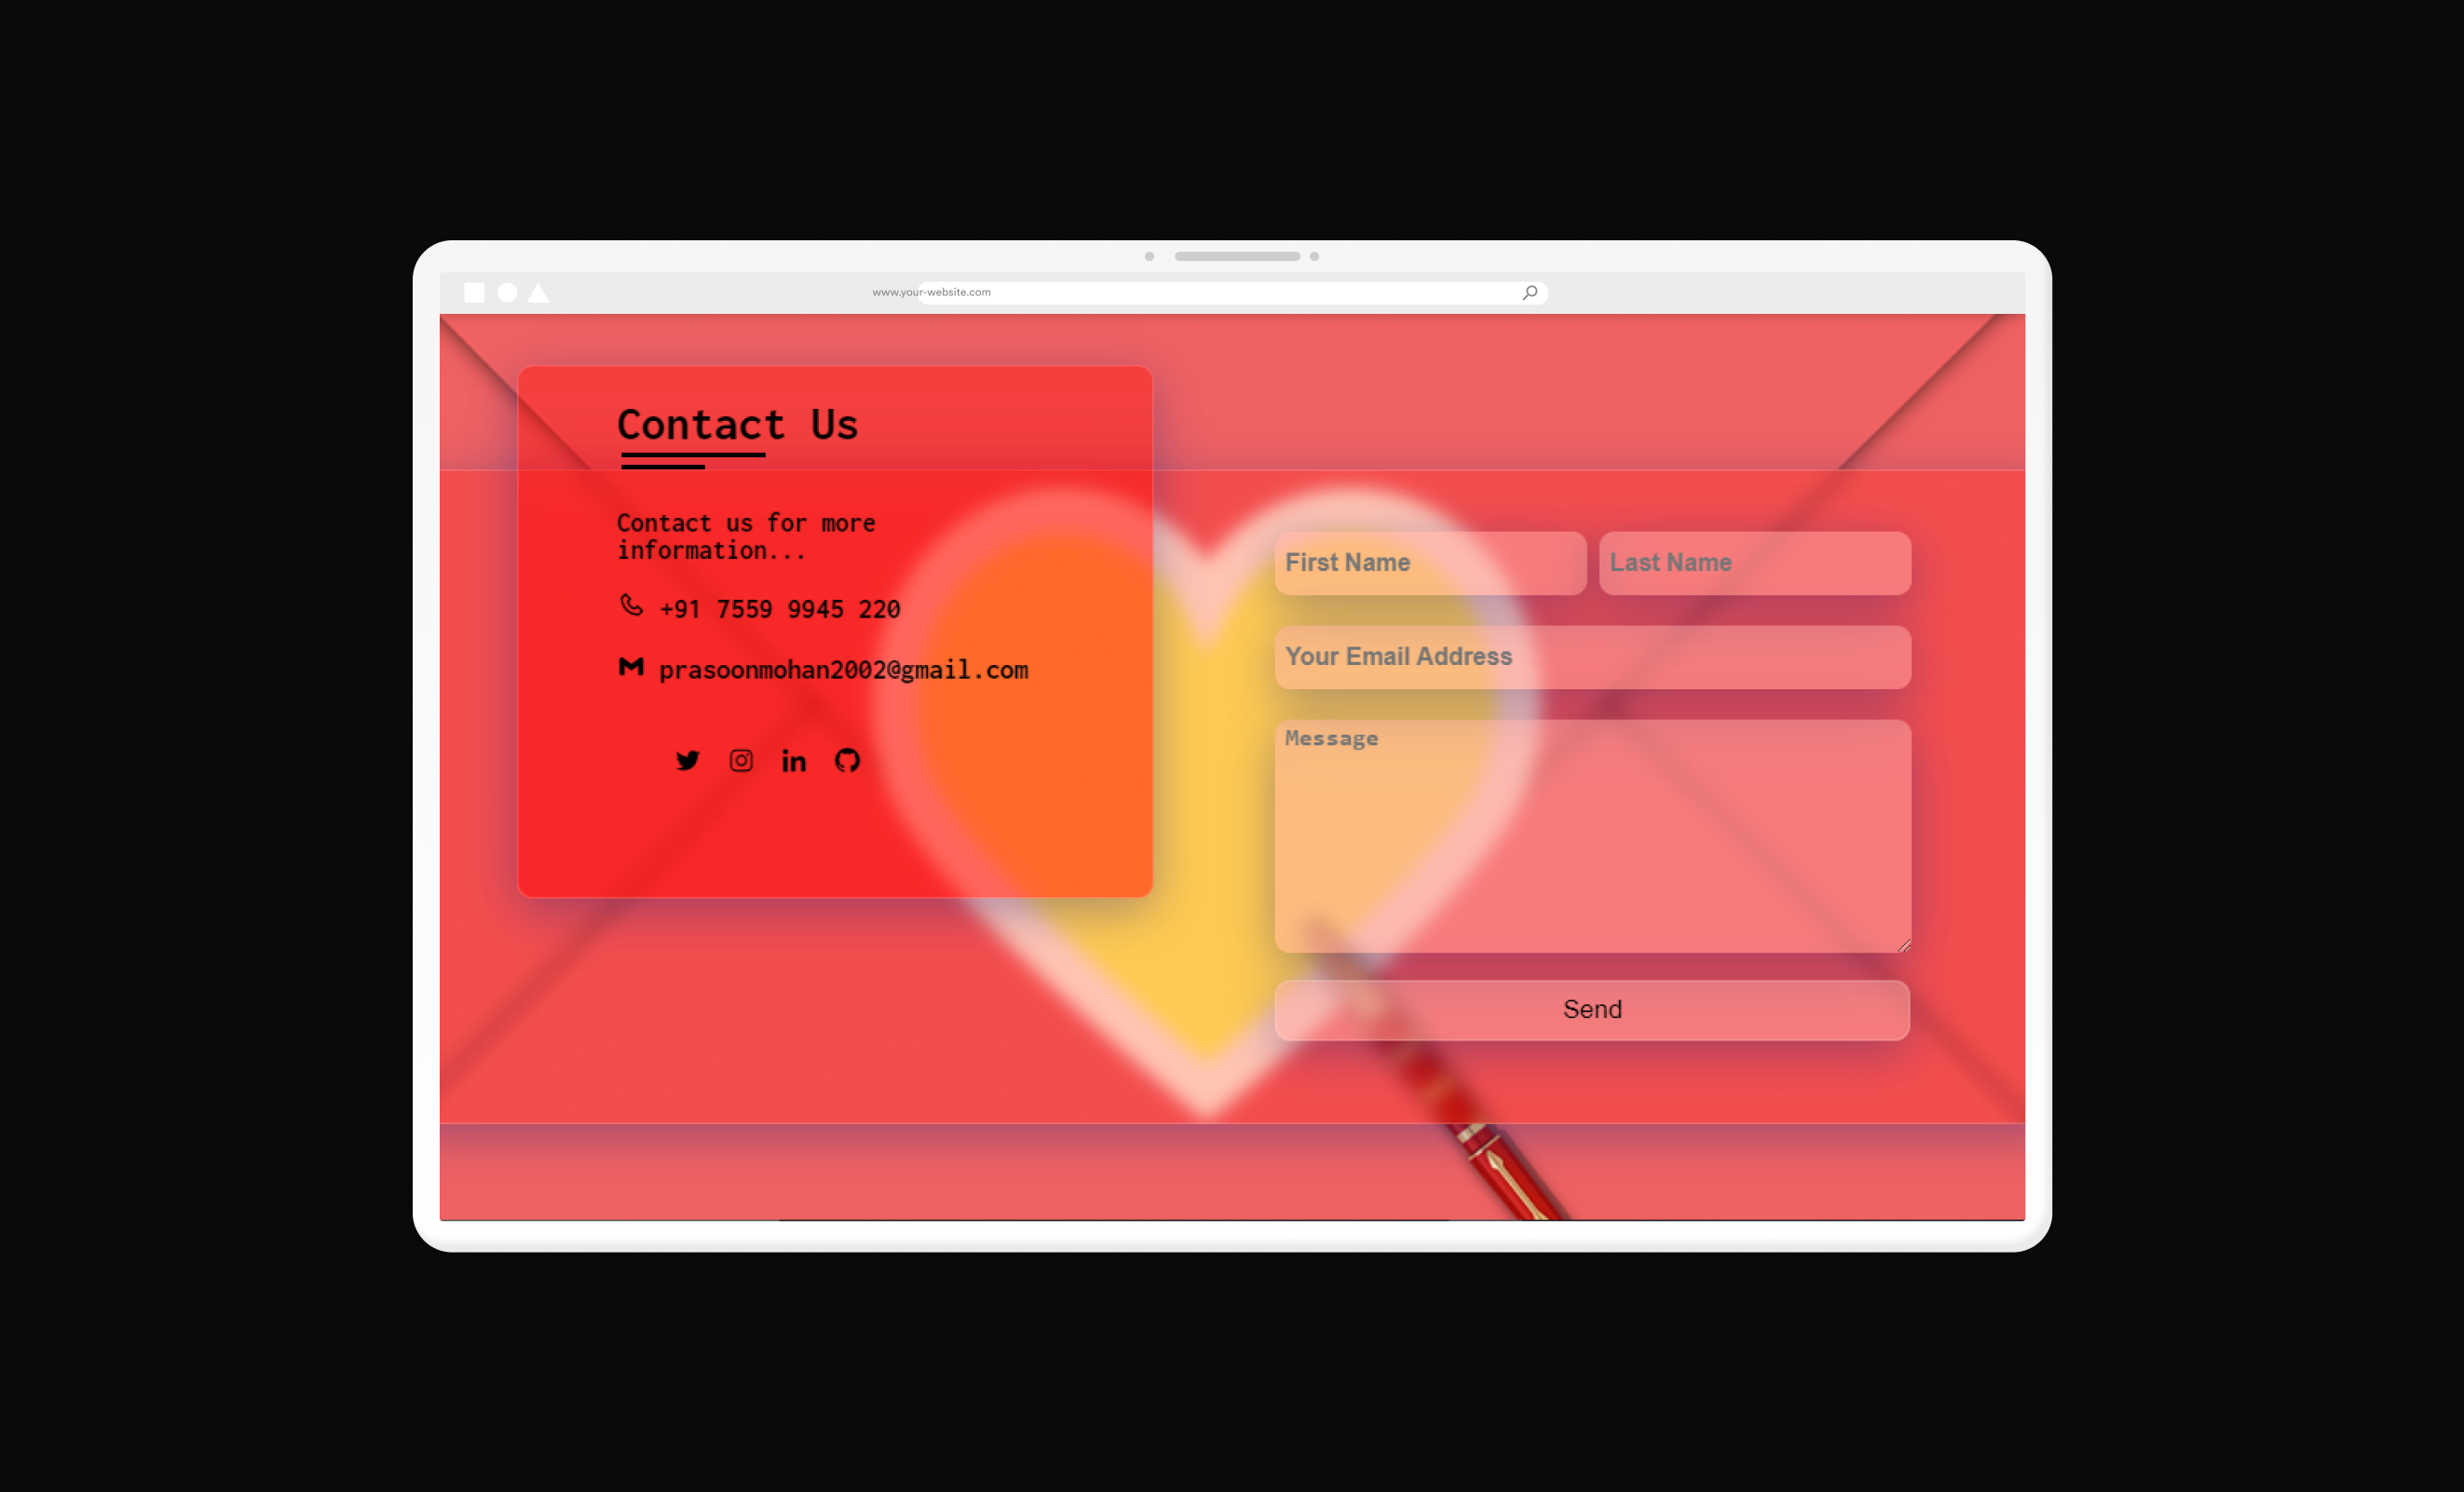 www.your-website.com
Contact Us
Contact us for more
information...
+91 7559 9945 220
prasoonmohan2002@gmail.com
First Name
Last Name
Your Email Address
Message
Send